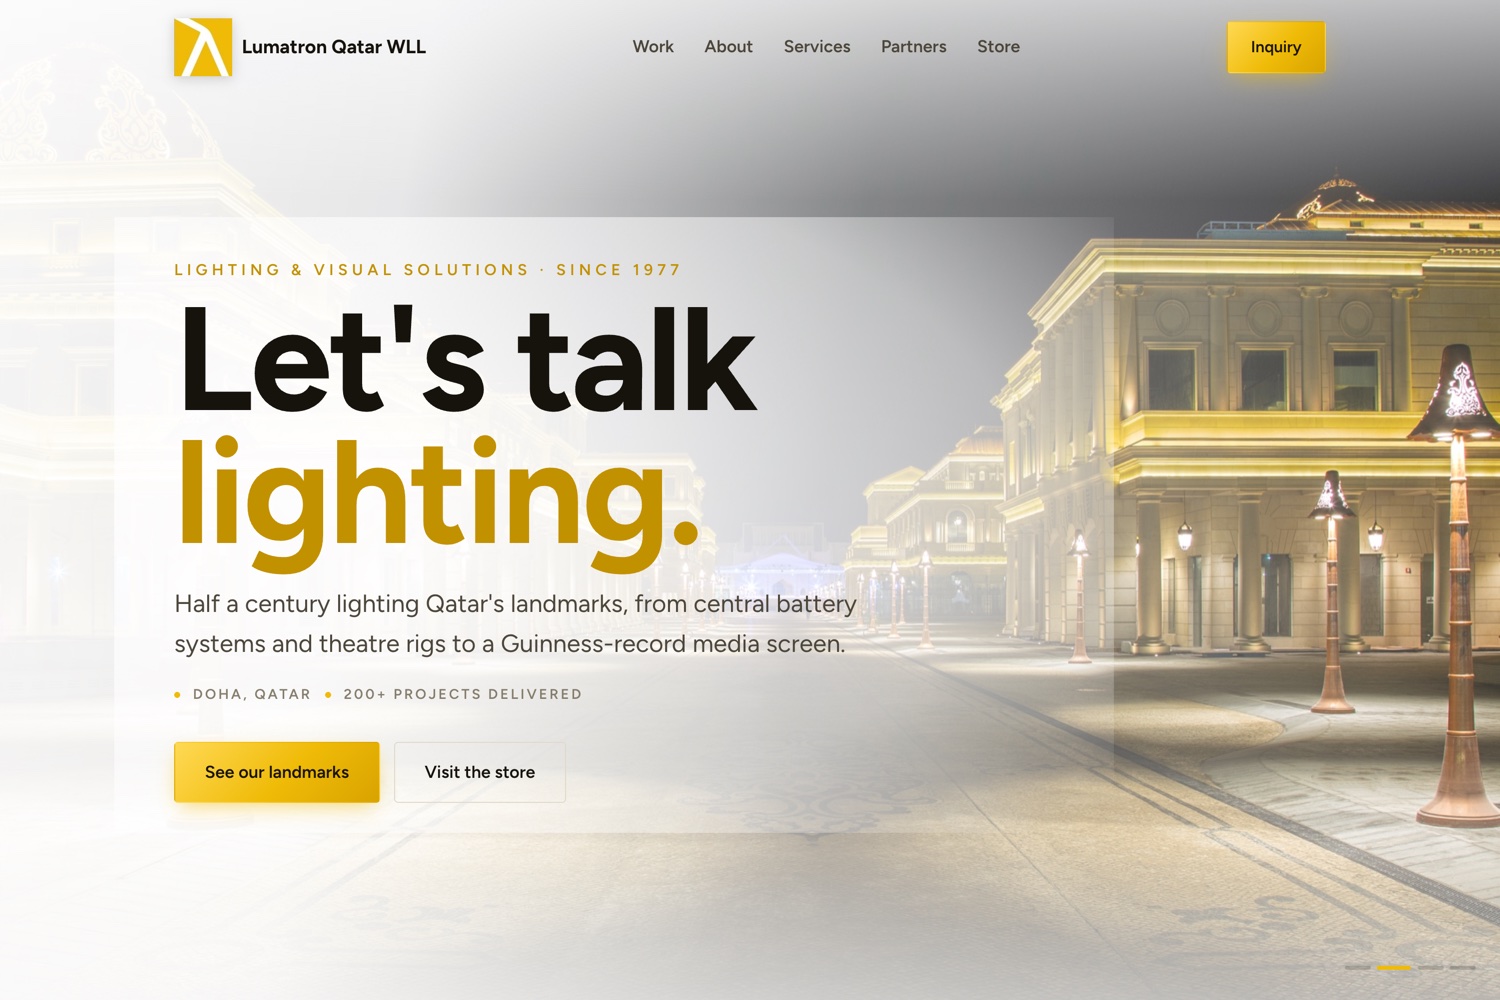 Lumatron Qatar WLL
Work About Services Partners Store
Inquiry
LIGHTING & VISUAL SOLUTIONS · SINCE 1977
Let's talk
lighting.
Half a century lighting Qatar's landmarks, from central battery
systems and theatre rigs to a Guinness-record media screen.
DOHA, QATAR • 200+ PROJECTS DELIVERED
See our landmarks
Visit the store